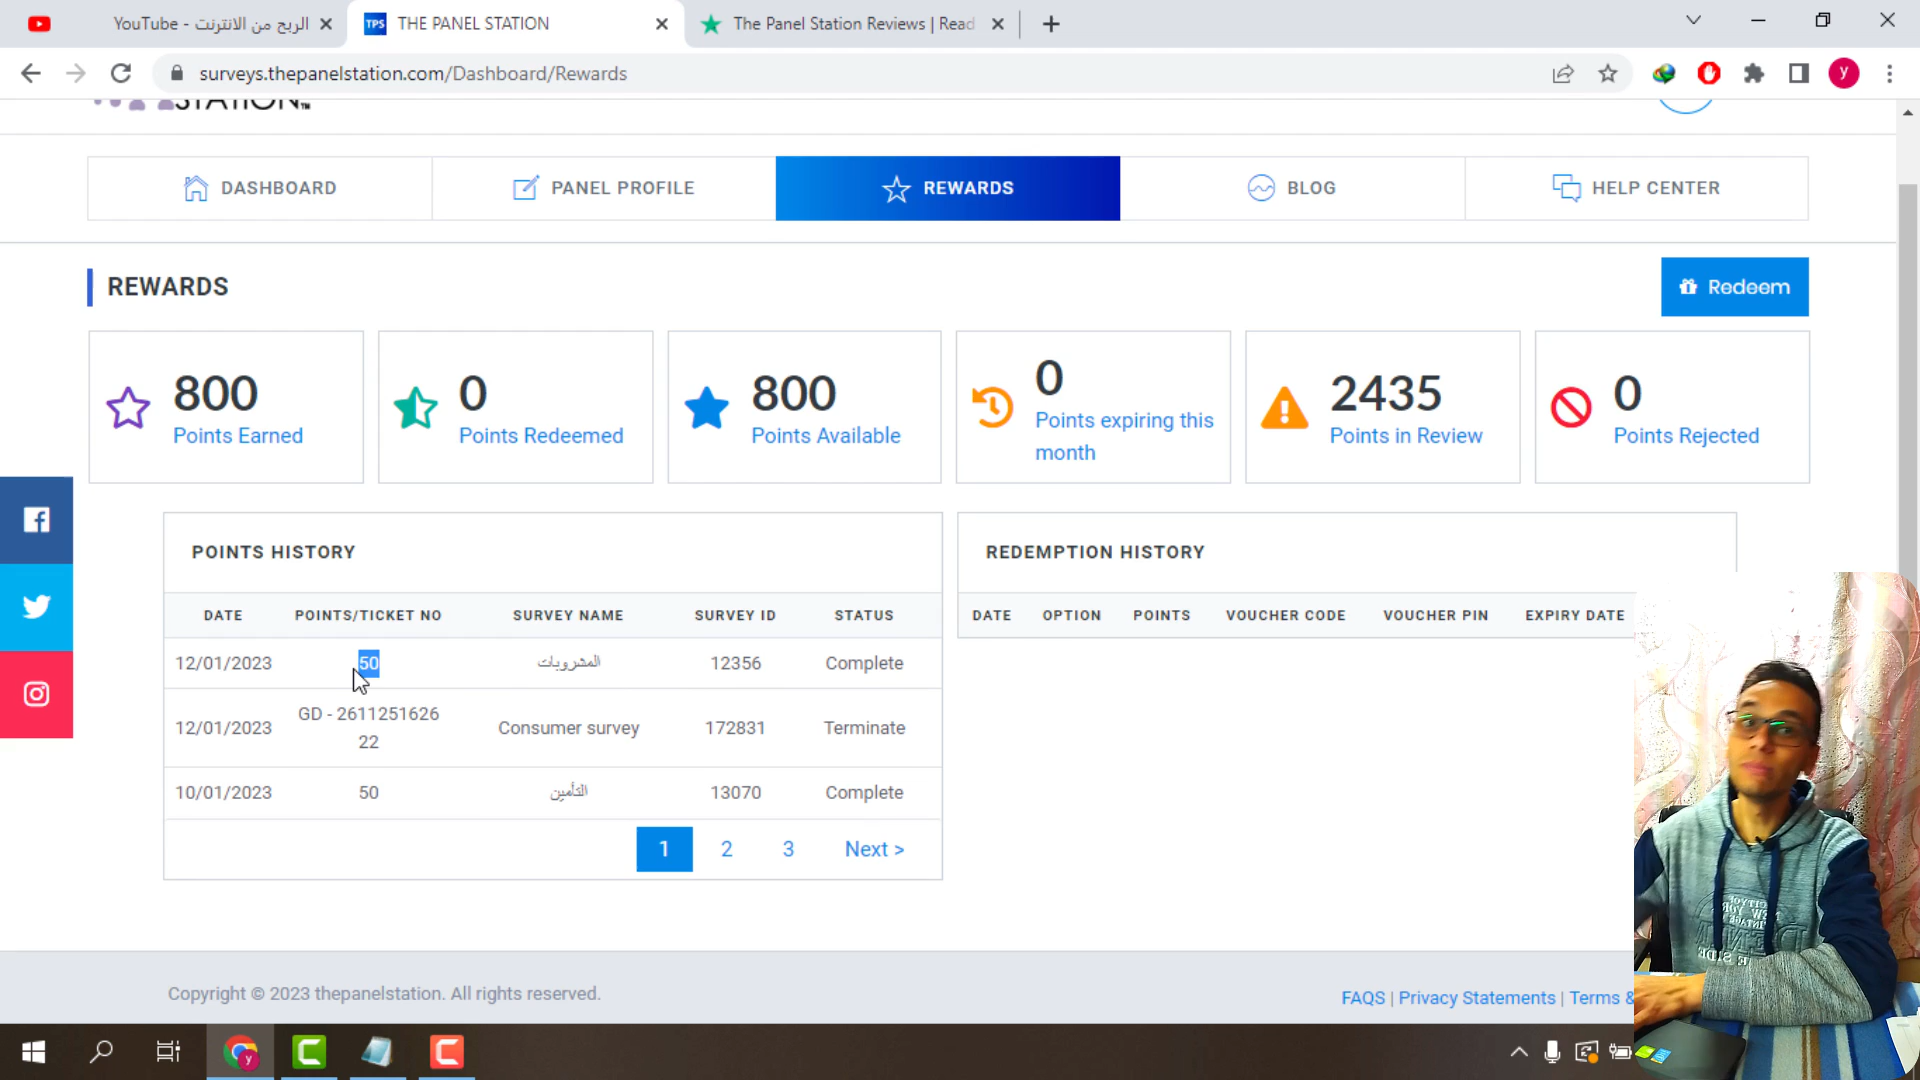 YouTube - الربح من الانترنت
TPS THE PANEL STATION
The Panel Station Reviews | Read
surveys.thepanelstation.com/Dashboard/Rewards
y
STATION
DASHBOARD
PANEL PROFILE
REWARDS
BLOG
HELP CENTER
REWARDS
Redeem
800
Points Earned
0
Points Redeemed
800
Points Available
0
Points expiring this
month
2435
Points in Review
0
Points Rejected
POINTS HISTORY
DATE POINTS/TICKET NO SURVEY NAME SURVEY ID STATUS
12/01/2023 50 المشروبات 12356 Complete
12/01/2023 GD - 2611251626
22 Consumer survey 172831 Terminate
10/01/2023 50 التأمين 13070 Complete
1 2 3 Next >
REDEMPTION HISTORY
DATE OPTION POINTS VOUCHER CODE VOUCHER PIN EXPIRY DATE
Copyright © 2023 thepanelstation. All rights reserved.
FAQS | Privacy Statements | Terms &